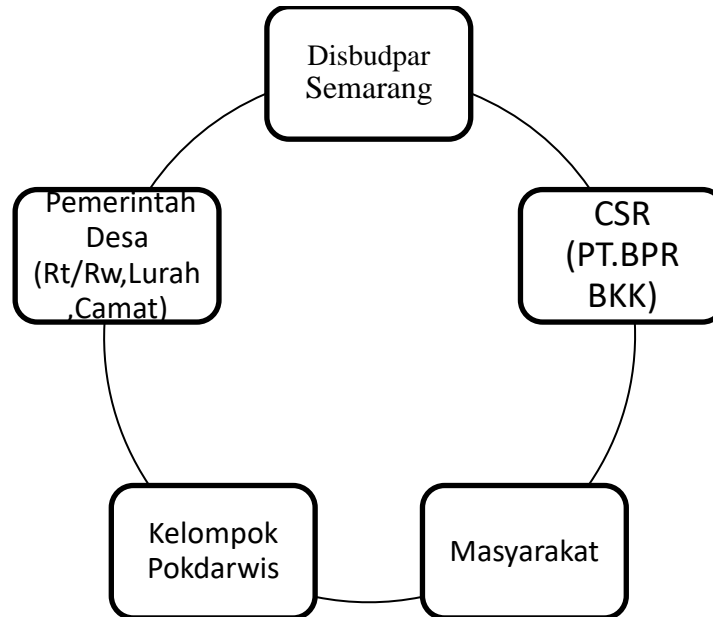 Disbudpar
Semarang
Pemerintah
Desa
(Rt/Rw,Lurah
,Camat)
CSR
(PT.BPR
BKK)
Kelompok
Pokdarwis
Masyarakat